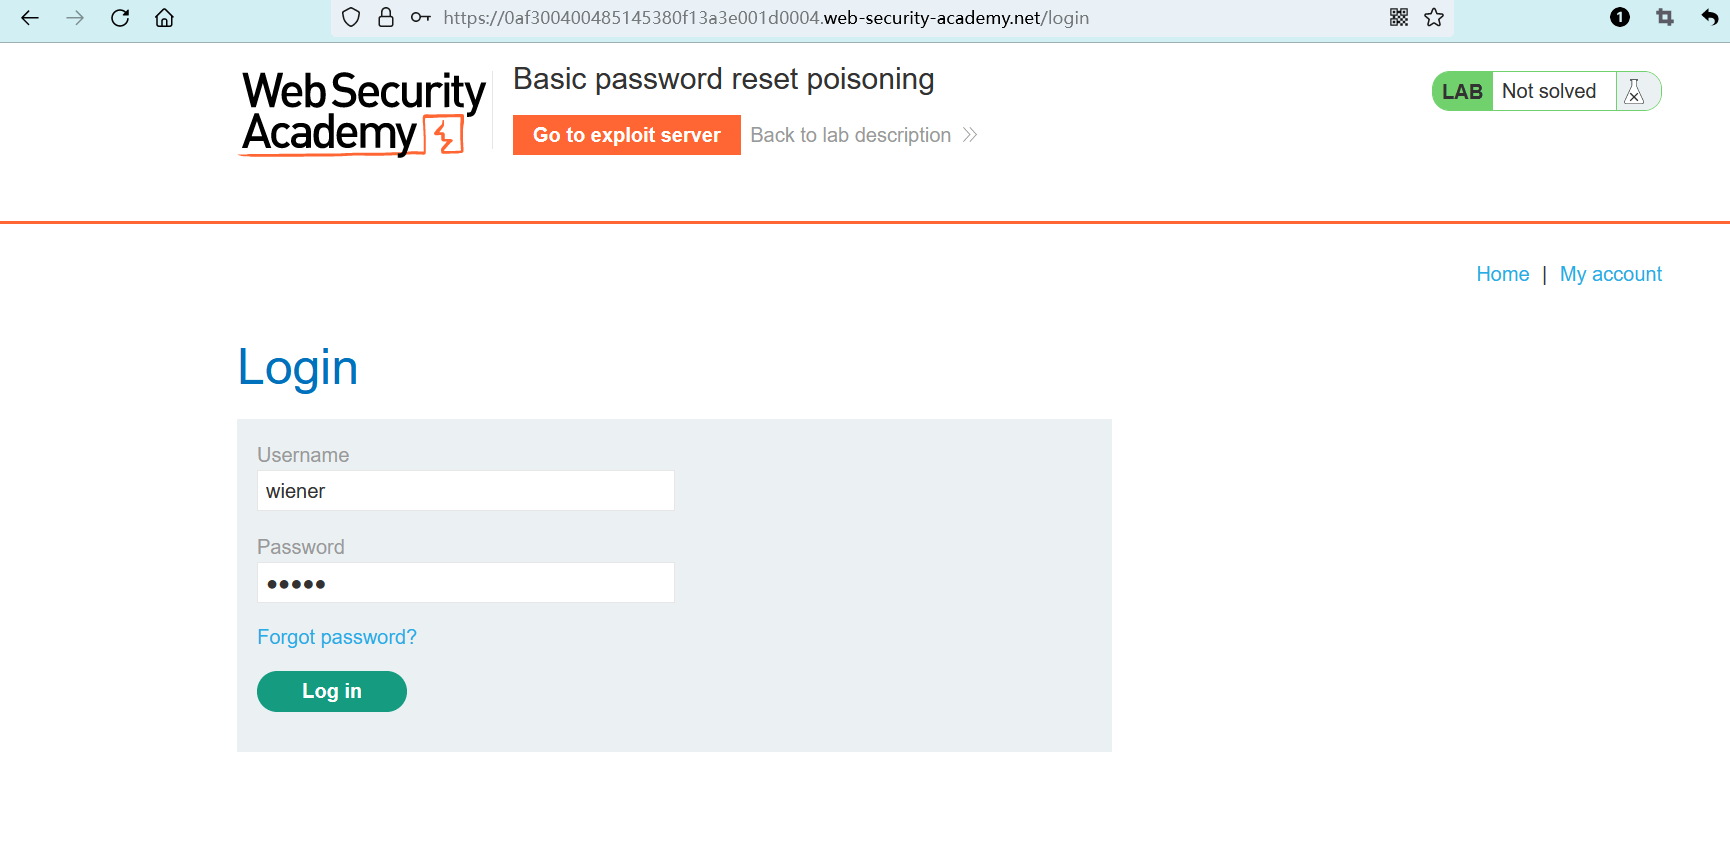 https://0af300400485145380f13a3e001d0004.web-security-academy.net/login
1
Web Security
Academy
Basic password reset poisoning
Go to exploit server
Back to lab description
LAB
Not solved
Home | My account
Login
Username
wiener
Password
Forgot password?
Log in